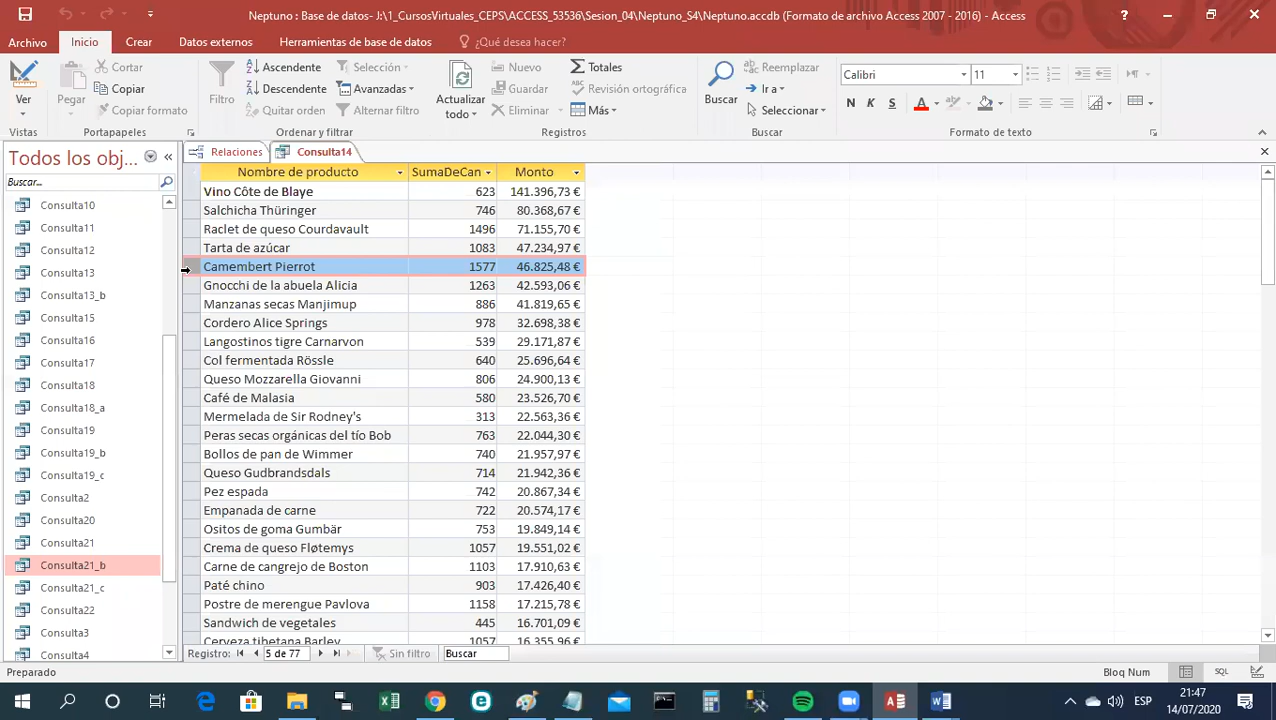 Neptuno : Base de datos- J:\1_CursosVirtuales_CEPS\ACCESS_53536\Sesion_04\Neptuno_S4\Neptuno.accdb (Formato de archivo Access 2007 - 2016) - Access
Archivo Inicio Crear Datos externos Herramientas de base de datos ¿Qué desea hacer?
Ver
Vistas
Pegar
Cortar
Copiar
Copiar formato
Portapapeles
Filtro
Ascendente
Descendente
Quitar orden
Selección
Avanzadas
Alternar filtro
Ordenar y filtrar
Actualizar todo
Nuevo
Guardar
Eliminar
Totales
Revisión ortográfica
Más
Registros
Buscar
Reemplazar
Ir a
Seleccionar
Buscar
Calibri 11
N K S
Formato de texto
Todos los obj...
Buscar...
Consulta10
Consulta11
Consulta12
Consulta13
Consulta13_b
Consulta15
Consulta16
Consulta17
Consulta18
Consulta18_a
Consulta19
Consulta19_b
Consulta19_c
Consulta2
Consulta20
Consulta21
Consulta21_b
Consulta21_c
Consulta22
Consulta3
Consulta4
Relaciones Consulta14
Nombre de producto SumaDeCan Monto
Vino Côte de Blaye 623 141.396,73 €
Salchicha Thüringer 746 80.368,67 €
Raclet de queso Courdavault 1496 71.155,70 €
Tarta de azúcar 1083 47.234,97 €
Camembert Pierrot 1577 46.825,48 €
Gnocchi de la abuela Alicia 1263 42.593,06 €
Manzanas secas Manjimup 886 41.819,65 €
Cordero Alice Springs 978 32.698,38 €
Langostinos tigre Carnarvon 539 29.171,87 €
Col fermentada Rössle 640 25.696,64 €
Queso Mozzarella Giovanni 806 24.900,13 €
Café de Malasia 580 23.526,70 €
Mermelada de Sir Rodney's 313 22.563,36 €
Peras secas orgánicas del tío Bob 763 22.044,30 €
Bollos de pan de Wimmer 740 21.957,97 €
Queso Gudbrandsdals 714 21.942,36 €
Pez espada 742 20.867,34 €
Empanada de carne 722 20.574,17 €
Ositos de goma Gumbär 753 19.849,14 €
Crema de queso Fløtemys 1057 19.551,02 €
Carne de cangrejo de Boston 1103 17.910,63 €
Paté chino 903 17.426,40 €
Postre de merengue Pavlova 1158 17.215,78 €
Sandwich de vegetales 445 16.701,09 €
Cerveza tibetana Barley 1057 16.355,96 €
Registro: 5 de 77 Sin filtro Buscar
Preparado
Bloq Num
SQL
ESP
21:47
14/07/2020